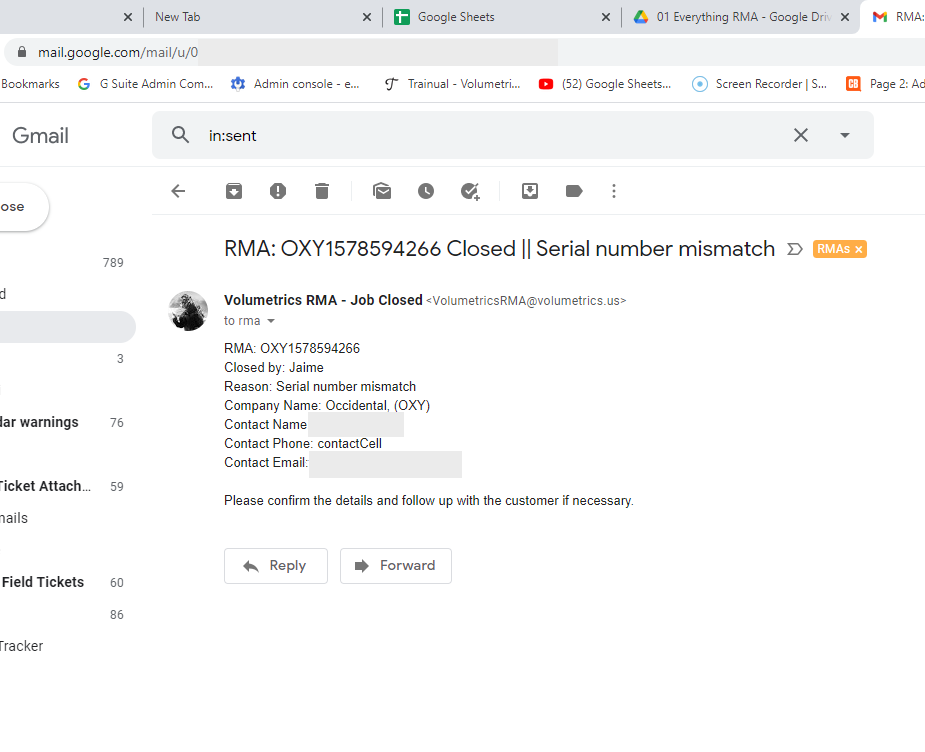 New Tab
Google Sheets
01 Everything RMA - Google Driv
RMA:
mail.google.com/mail/u/0
Bookmarks
G Suite Admin Com...
Admin console - e...
Trainual - Volumetri...
(52) Google Sheets...
Screen Recorder | S...
Page 2: Ad
Gmail
in:sent
ose
RMA: OXY1578594266 Closed || Serial number mismatch
RMAs x
789
d
Volumetrics RMA - Job Closed <VolumetricsRMA@volumetrics.us>
to rma
RMA: OXY1578594266
3
Closed by: Jaime
Reason: Serial number mismatch
Company Name: Occidental, (OXY)
dar warnings 76
Contact Name
Contact Phone: contactCell
Contact Email:
Ticket Attach... 59
Please confirm the details and follow up with the customer if necessary.
mails
Reply
Forward
Field Tickets 60
86
Tracker